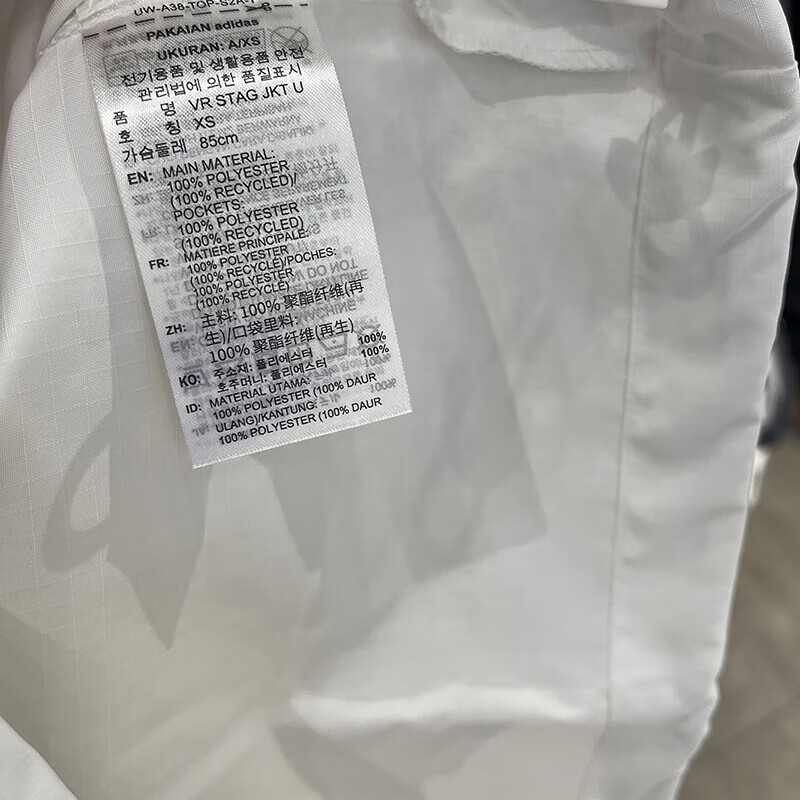 UW-A38-TOP-S2A-
PAKAIAN adidas
UKURAN: A/XS
전기용품 및 생활용품 안전
관리법에 의한 품질표시
품 명 VR STAG JKT U
호 칭 XS
가슴둘레 85cm
EN: MAIN MATERIAL:
100% POLYESTER
(100% RECYCLED)/
POCKETS:
100% POLYESTER
(100% RECYCLED)
FR: MATIERE PRINCIPALE:
100% POLYESTER
(100% RECYCLE)/POCHES:
100% POLYESTER
(100% RECYCLE)
ZH: 主料: 100% 聚酯纤维(再
生)/口袋里料:
100% 聚酯纤维(再生)
KO: 주소재: 폴리에스터 100%
호주머니: 폴리에스터 100%
ID: MATERIAL UTAMA:
100% POLYESTER (100% DAUR
ULANG)/KANTUNG:
100% POLYESTER (100% DAUR